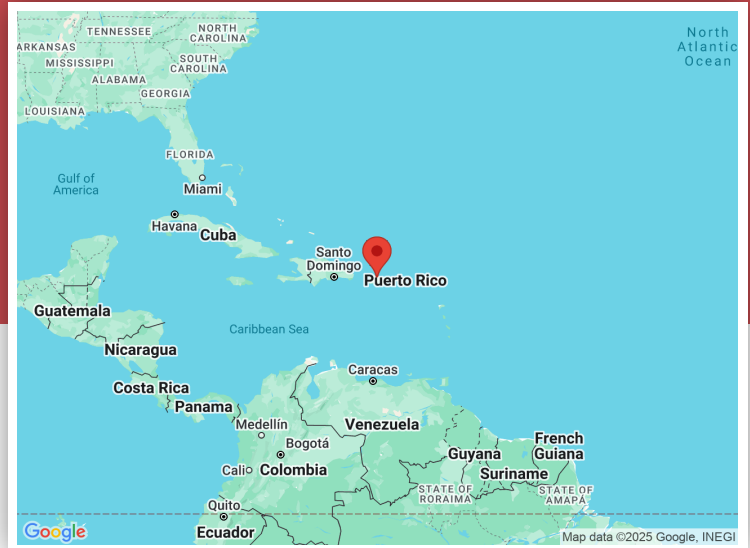 TENNESSEE
NORTH
CAROLINA
ARKANSAS
MISSISSIPPI
SOUTH
CAROLINA
ALABAMA
GEORGIA
LOUISIANA
North
Atlantic
Ocean
FLORIDA
Gulf of
America
Miami
Havana
Cuba
Santo
Domingo
Puerto Rico
Guatemala
Caribbean Sea
Nicaragua
Costa Rica
Panama
Caracas
Medellín
Venezuela
Bogotá
Cali
Colombia
Guyana
French
Guiana
Suriname
STATE OF
RORAIMA
STATE OF
AMAPÁ
Quito
Ecuador
Google
Map data ©2025 Google, INEGI